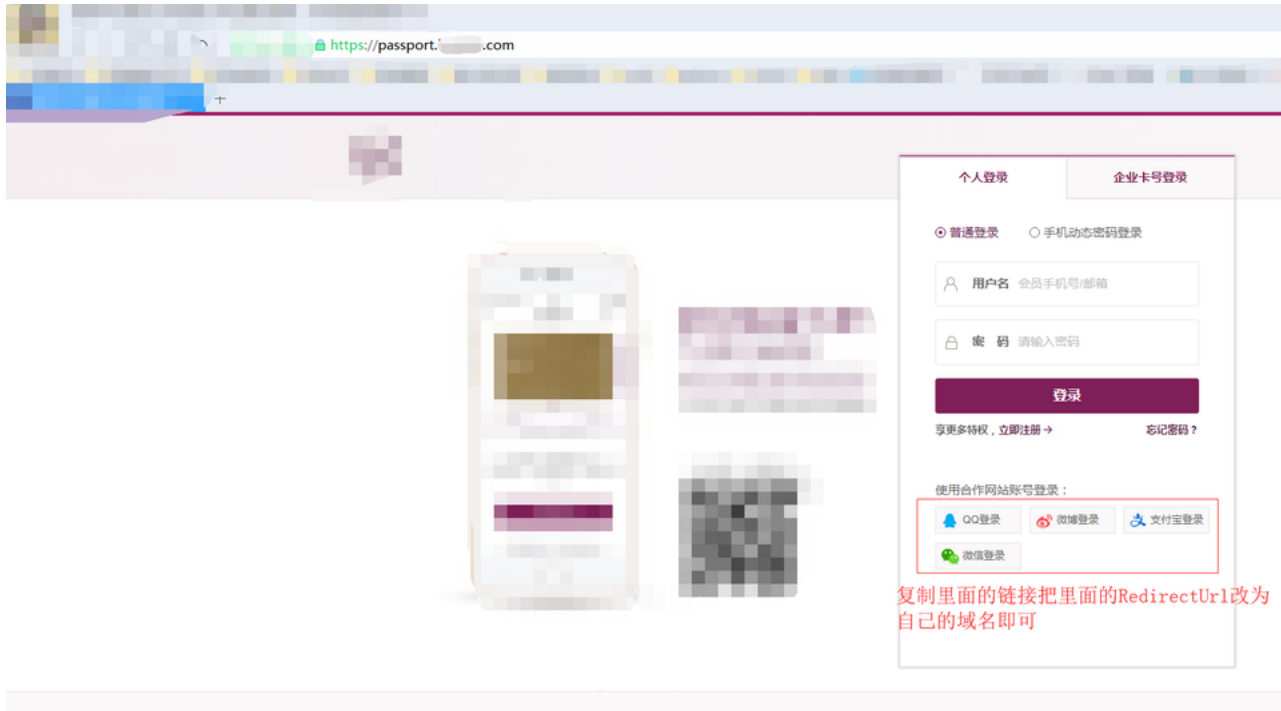 https://passport.
.com
个人登录
企业卡号登录
普通登录
手机动态密码登录
用户名 会员手机号/邮箱
密 码 请输入密码
登录
享更多特权，立即注册→
忘记密码？
使用合作网站账号登录：
QQ登录
微博登录
支付宝登录
微信登录
复制里面的链接把里面的RedirectUrl改为
自己的域名即可